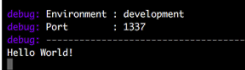 debug: Environment : development
debug: Port        : 1337
debug: --------------------------------
Hello World!